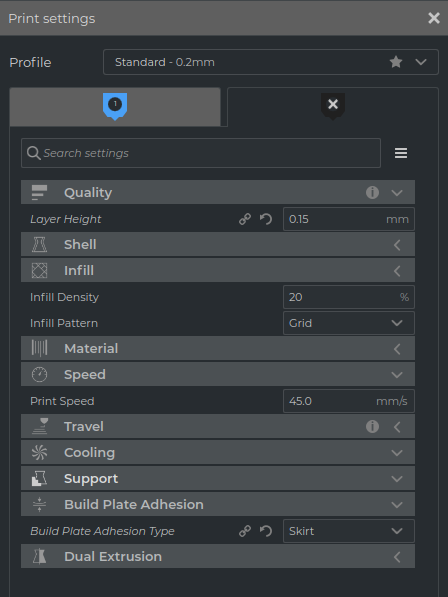 Print settings
Profile
Standard - 0.2mm
1
Search settings
Quality
Layer Height 0.15 mm
Shell
Infill
Infill Density 20 %
Infill Pattern Grid
Material
Speed
Print Speed 45.0 mm/s
Travel
Cooling
Support
Build Plate Adhesion
Build Plate Adhesion Type Skirt
Dual Extrusion